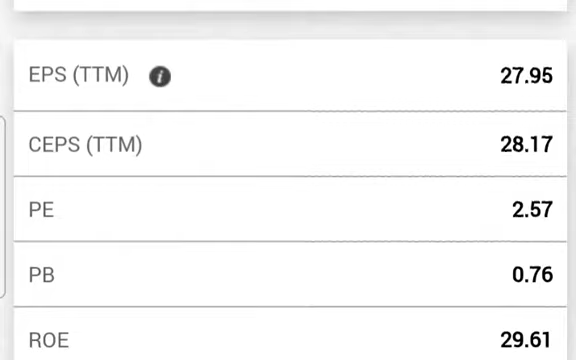 EPS (TTM) i 27.95
CEPS (TTM) 28.17
PE 2.57
PB 0.76
ROE 29.61